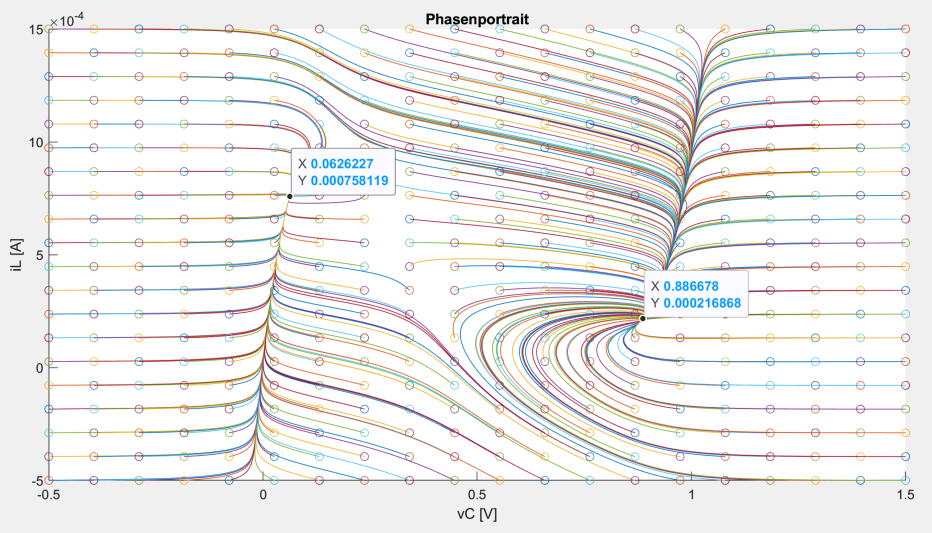 Phasenportrait
×10-4
15
10
5
0
-5
iL [A]
X 0.0626227
Y 0.000758119
X 0.886678
Y 0.000216868
-0.5
0
0.5
1
1.5
vC [V]